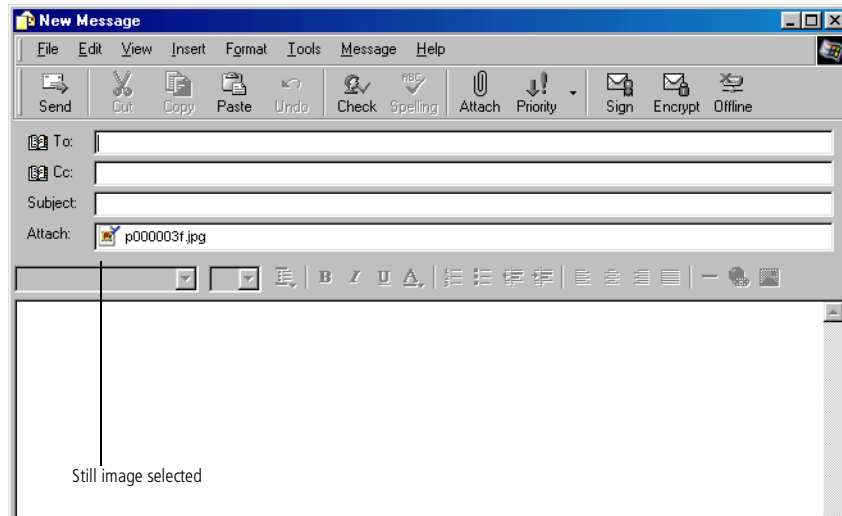 New Message
File Edit View Insert Format Tools Message Help
ABC
Send Cut Copy Paste Undo Check Spelling Attach Priority Sign Encrypt Offline
To:
Cc:
Subject:
Attach: p000003f.jpg
B I U A
Still image selected